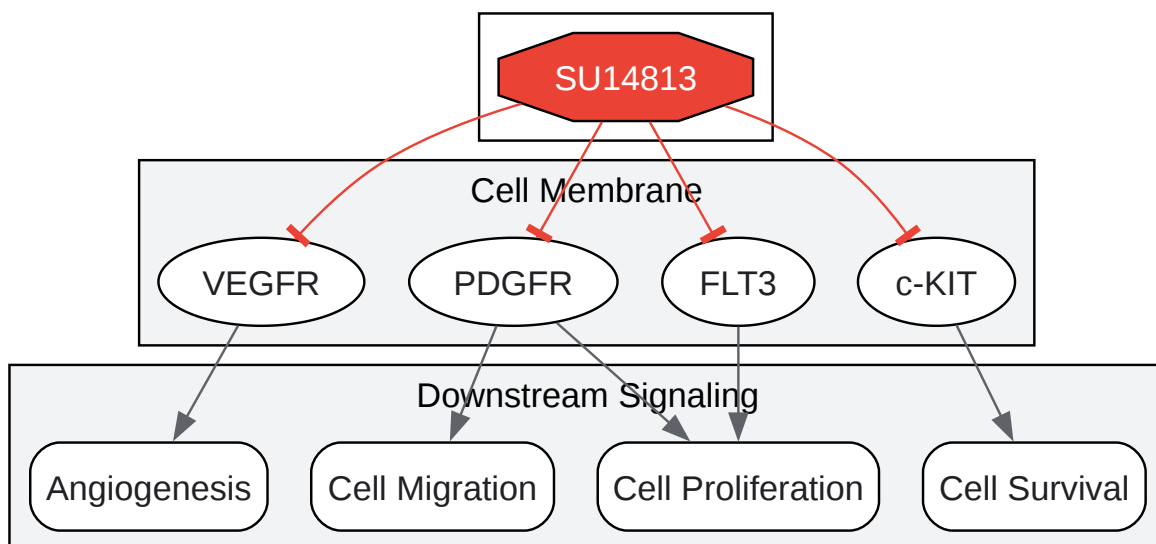 SU14813
Cell Membrane
VEGFR
PDGFR
FLT3
c-KIT
Downstream Signaling
Angiogenesis
Cell Migration
Cell Proliferation
Cell Survival